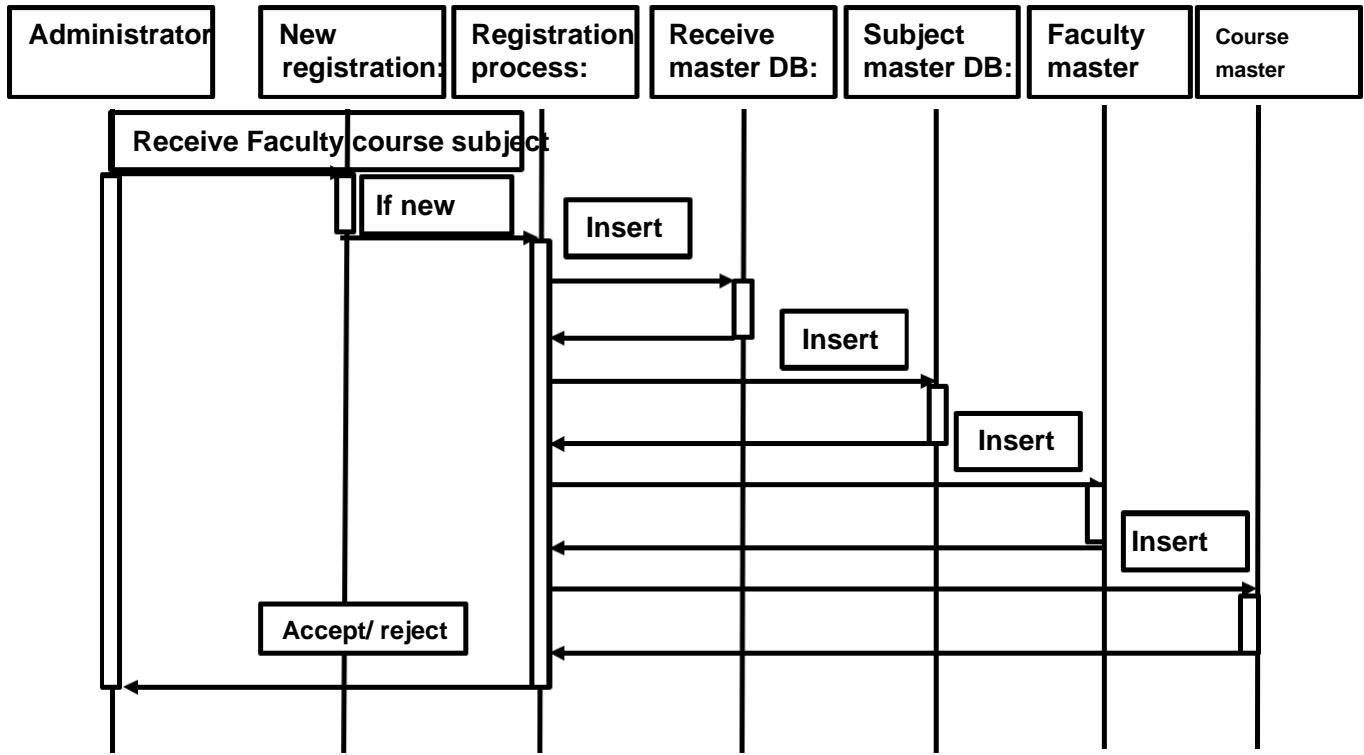 Administrator
New
registration:
Registration
process:
Receive
master DB:
Subject
master DB:
Faculty
master
Course
master
Receive Faculty course subject
If new
Insert
Insert
Insert
Insert
Accept/ reject